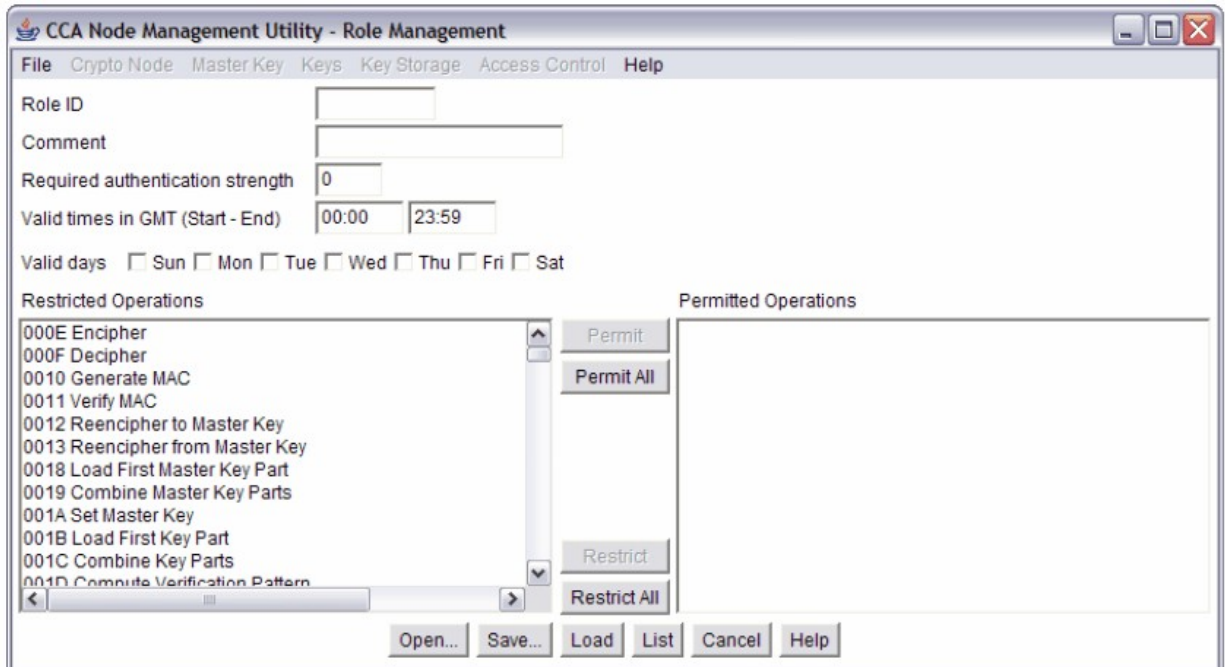 CCA Node Management Utility - Role Management
File Crypto Node Master Key Keys Key Storage Access Control Help
Role ID
Comment
Required authentication strength 0
Valid times in GMT (Start - End) 00:00 23:59
Valid days Sun Mon Tue Wed Thu Fri Sat
Restricted Operations Permitted Operations
000E Encipher
000F Decipher
0010 Generate MAC
0011 Verify MAC
0012 Reencipher to Master Key
0013 Reencipher from Master Key
0018 Load First Master Key Part
0019 Combine Master Key Parts
001A Set Master Key
001B Load First Key Part
001C Combine Key Parts
001D Compute Verification Pattern
Permit
Permit All
Restrict
Restrict All
Open... Save... Load List Cancel Help